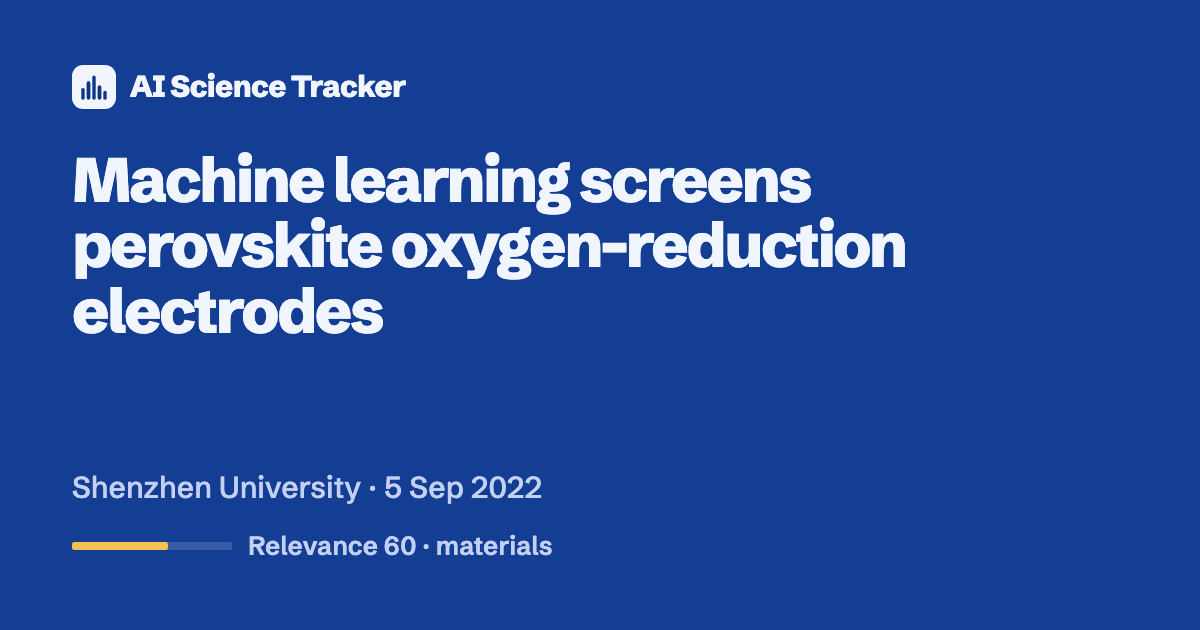 AI Science Tracker
Machine learning screens
perovskite oxygen-reduction
electrodes
Shenzhen University · 5 Sep 2022
Relevance 60 · materials